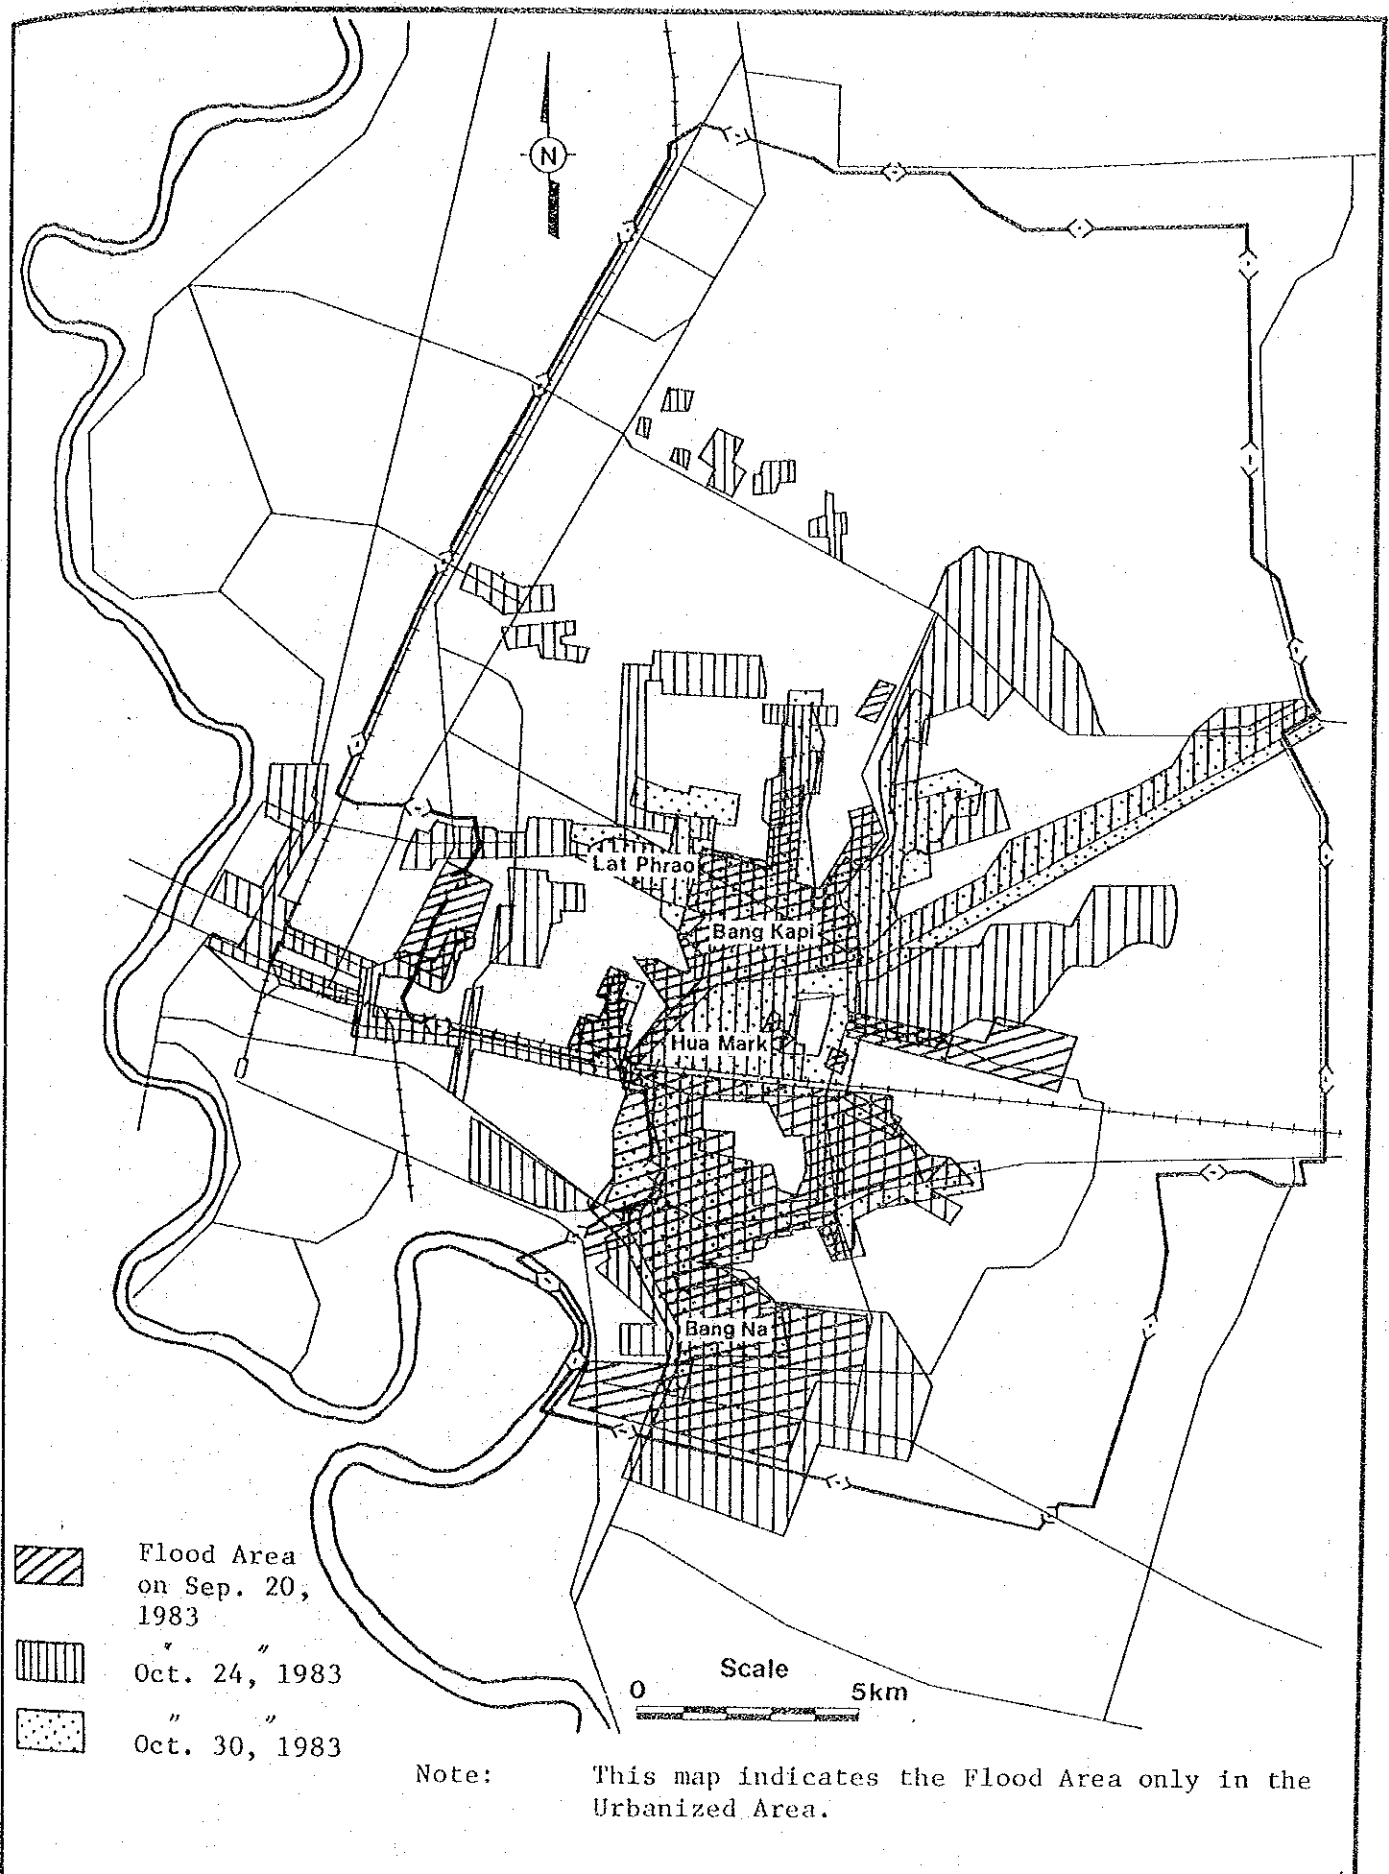 N
Lat Phrao
Bang Kapi
Hua Mark
Bang Na
Flood Area
on Sep. 20,
1983
" "
Oct. 24, 1983
" "
Oct. 30, 1983
Scale
0 5km
Note: This map indicates the Flood Area only in the
Urbanized Area.